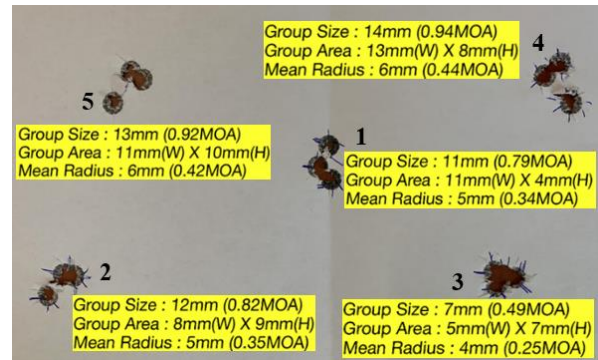 Group Size : 14mm (0.94MOA)
Group Area : 13mm(W) X 8mm(H)
Mean Radius : 6mm (0.44MOA)
4
5
Group Size : 13mm (0.92MOA)
Group Area : 11mm(W) X 10mm(H)
Mean Radius : 6mm (0.42MOA)
1
Group Size : 11mm (0.79MOA)
Group Area : 11mm(W) X 4mm(H)
Mean Radius : 5mm (0.34MOA)
2
Group Size : 12mm (0.82MOA)
Group Area : 8mm(W) X 9mm(H)
Mean Radius : 5mm (0.35MOA)
3
Group Size : 7mm (0.49MOA)
Group Area : 5mm(W) X 7mm(H)
Mean Radius : 4mm (0.25MOA)